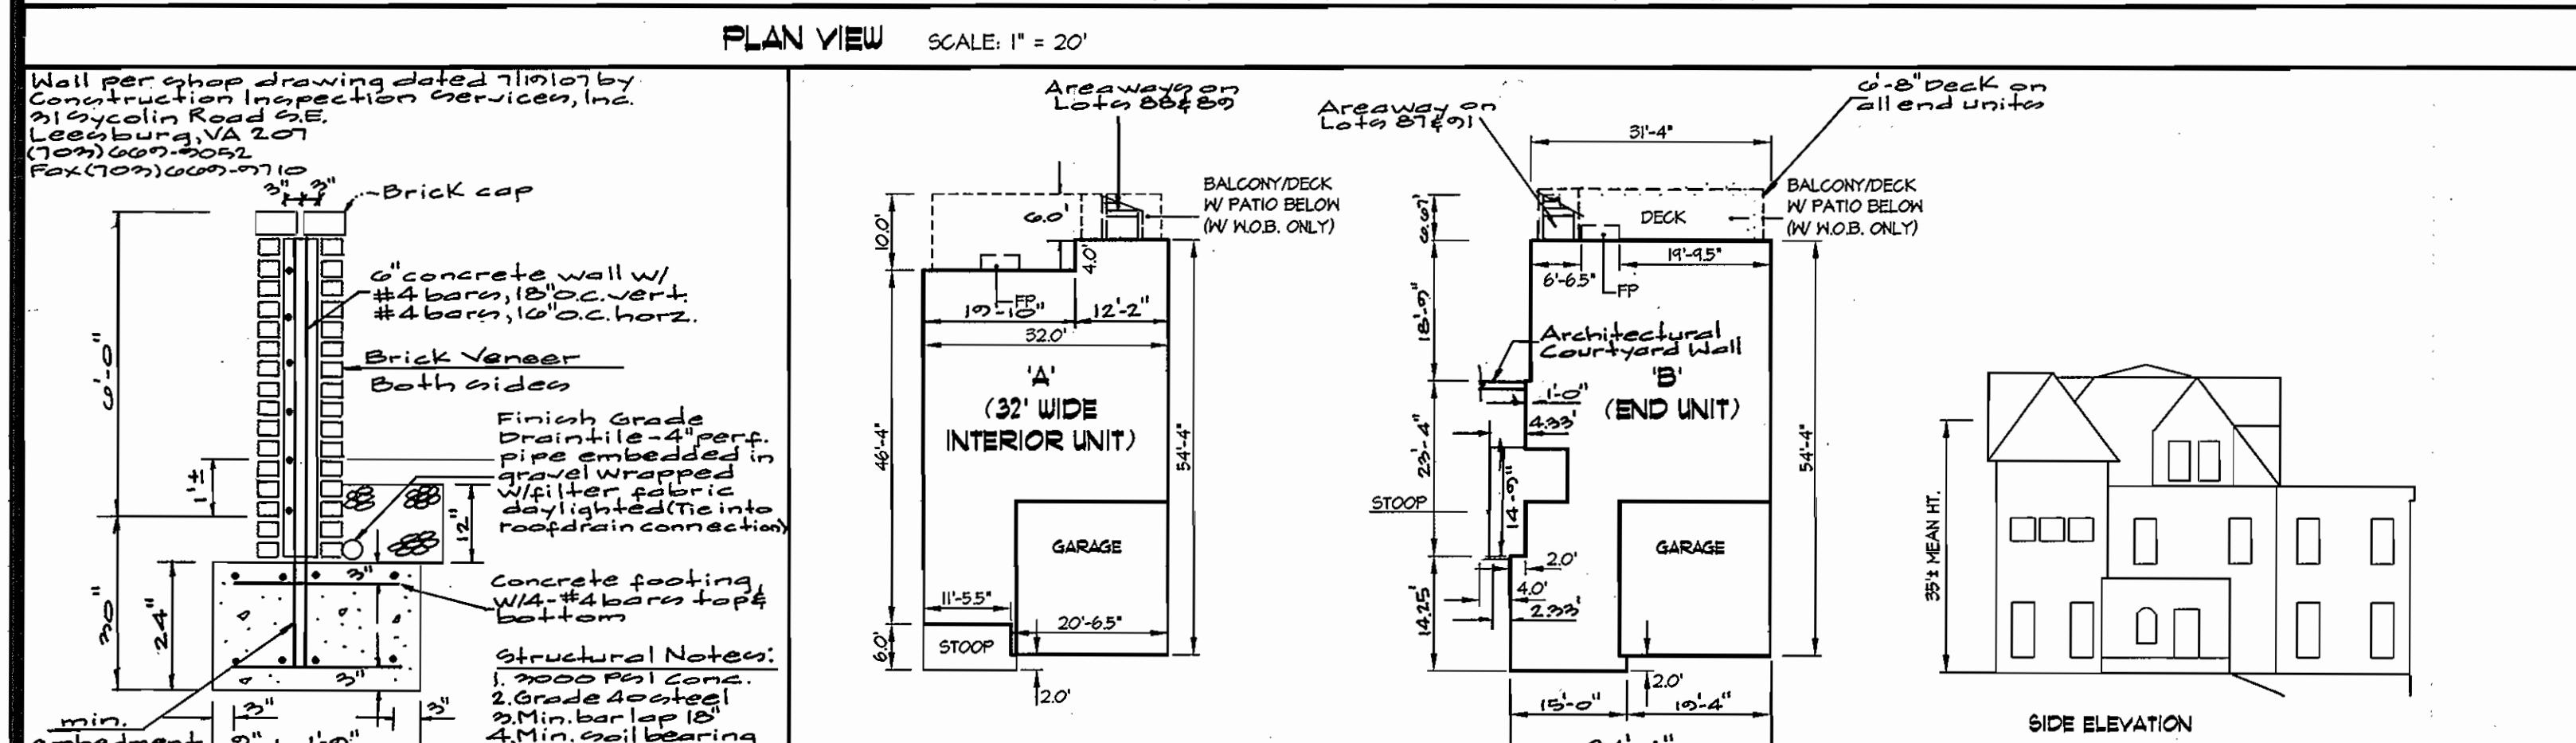 PLAN VIEW SCALE: 1" = 20'
Wall per shop drawing dated 7/19/07 by
Construction Inspection Services, Inc.
31 Sycolin Road S.E.
Leesburg, VA 207
(703) 669-3052
Fax (703) 669-9710
3" 3"
Brick cap
6" concrete wall w/
#4 bars, 18" o.c. vert.
#4 bars, 16" o.c. horz.
6'-0"
Brick Veneer
Both sides
Finish Grade
Draintile-4" perf.
pipe embedded in
gravel wrapped
w/filter fabric
daylighted (Tie into
roofdrain connection)
1'±
12"
30"
24"
3"
3"
Concrete footing
w/4-#4 bars top &
bottom
Structural Notes:
1. 3000 PSI Conc.
2. Grade 40 steel
3. Min. bar lap 18"
4. Min. soil bearing
min.
embedment
3"
3"
Areaways on
Lots 88 & 89
BALCONY/DECK
W/ PATIO BELOW
(W/ W.O.B. ONLY)
10.0'
6.0'
4.0'
FP
19'-10"
12'-2"
32.0'
'A'
(32' WIDE
INTERIOR UNIT)
46'-4"
54'-4"
GARAGE
11'-5.5"
20'-6.5"
6.0'
STOOP
2.0'
Areaway on
Lots 87 & 91
6'-8" Deck on
all end units
31'-4"
BALCONY/DECK
W/ PATIO BELOW
(W/ W.O.B. ONLY)
6.67'
DECK
19'-9.5"
6'-6.5"
FP
18'-9"
Architectural
Courtyard Wall
'B'
(END UNIT)
1'-0"
4.33'
23'-4"
54'-4"
STOOP
14'-9"
GARAGE
2.0'
4.0'
2.33'
14.25'
2.0'
15'-0"
19'-4"
35'± MEAN HT.
SIDE ELEVATION